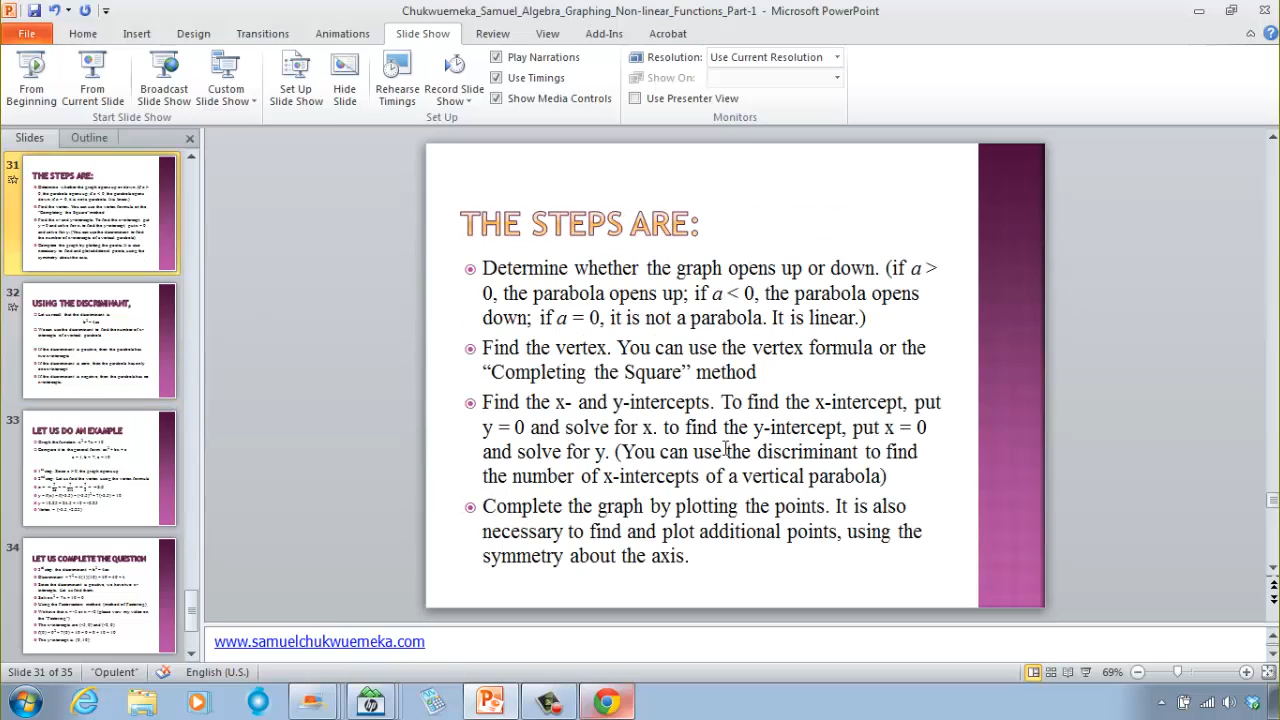 Chukwuemeka_Samuel_Algebra_Graphing_Non-linear_Functions_Part-1 - Microsoft PowerPoint
File Home Insert Design Transitions Animations Slide Show Review View Add-Ins Acrobat
From Beginning
From Current Slide
Broadcast Slide Show
Custom Slide Show
Start Slide Show
Set Up Slide Show
Hide Slide
Rehearse Timings
Record Slide Show
Play Narrations
Use Timings
Show Media Controls
Set Up
Resolution: Use Current Resolution
Show On:
Use Presenter View
Monitors
Slides Outline
31
THE STEPS ARE:
32
USING THE DISCRIMINANT,
33
LET US DO AN EXAMPLE
34
LET US COMPLETE THE QUESTION
THE STEPS ARE:
Determine whether the graph opens up or down. (if a >
0, the parabola opens up; if a < 0, the parabola opens
down; if a = 0, it is not a parabola. It is linear.)
Find the vertex. You can use the vertex formula or the
“Completing the Square” method
Find the x- and y-intercepts. To find the x-intercept, put
y = 0 and solve for x. to find the y-intercept, put x = 0
and solve for y. (You can use the discriminant to find
the number of x-intercepts of a vertical parabola)
Complete the graph by plotting the points. It is also
necessary to find and plot additional points, using the
symmetry about the axis.
www.samuelchukwuemeka.com
Slide 31 of 35 "Opulent" English (U.S.) 69%